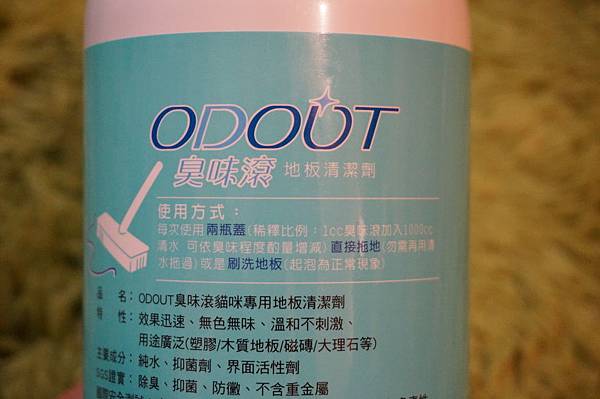 ODOUT
臭味滾 地板清潔劑
使用方式：
每次使用兩瓶蓋(稀釋比例：1cc臭味滾加入1000cc
清水 可依臭味程度酌量增減)直接拖地(勿需再用清
水拖過)或是 刷洗地板(起泡為正常現象)
品　名：ODOUT臭味滾貓咪專用地板清潔劑
特　性：效果迅速、無色無味、溫和不刺激、
用途廣泛(塑膠/木質地板/磁磚/大理石等)
主要成分：純水、抑菌劑、界面活性劑
SGS證實：除臭、抑菌、防黴、不含重金屬